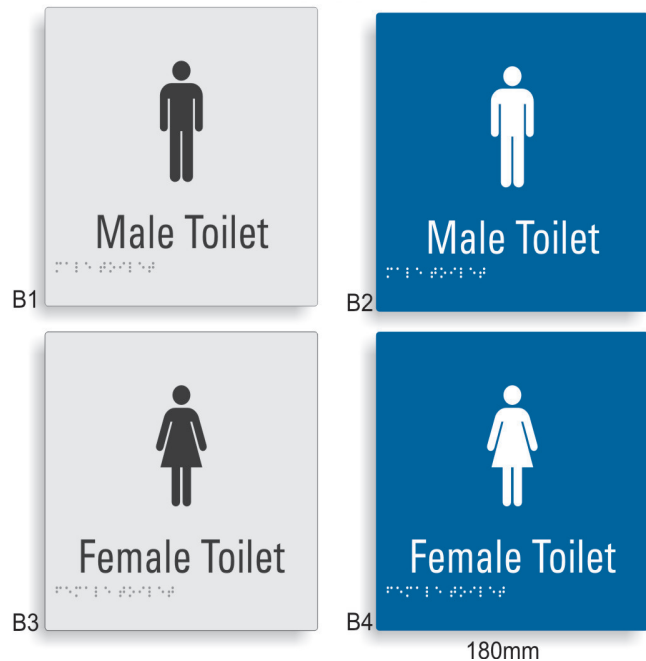 Male Toilet
⠍⠁⠇⠑ ⠞⠕⠊⠇⠑⠞
B1
Male Toilet
⠍⠁⠇⠑ ⠞⠕⠊⠇⠑⠞
B2
Female Toilet
⠋⠑⠍⠁⠇⠑ ⠞⠕⠊⠇⠑⠞
B3
Female Toilet
⠋⠑⠍⠁⠇⠑ ⠞⠕⠊⠇⠑⠞
B4
180mm